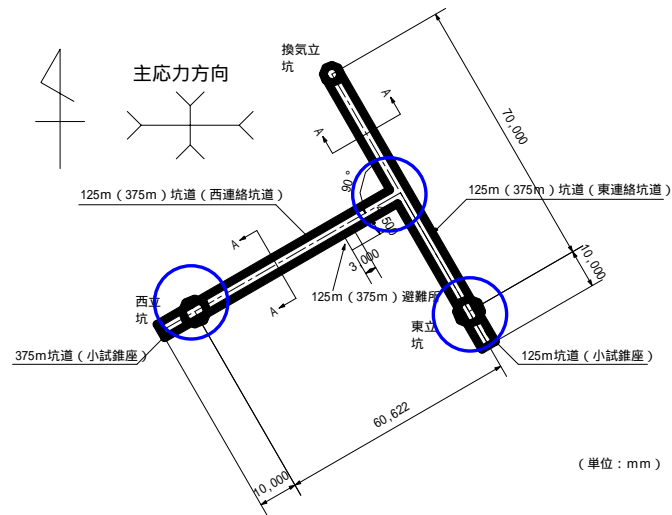 換気立
坑
主応力方向
A
A
70,000
90°
125m（375m）坑道（西連絡坑道）
125m（375m）坑道（東連絡坑道）
500
3,000
A
A
10,000
125m（375m）避難所
西立
坑
東立
坑
375m坑道（小試錐座）
125m坑道（小試錐座）
60,622
10,000
（単位：mm）